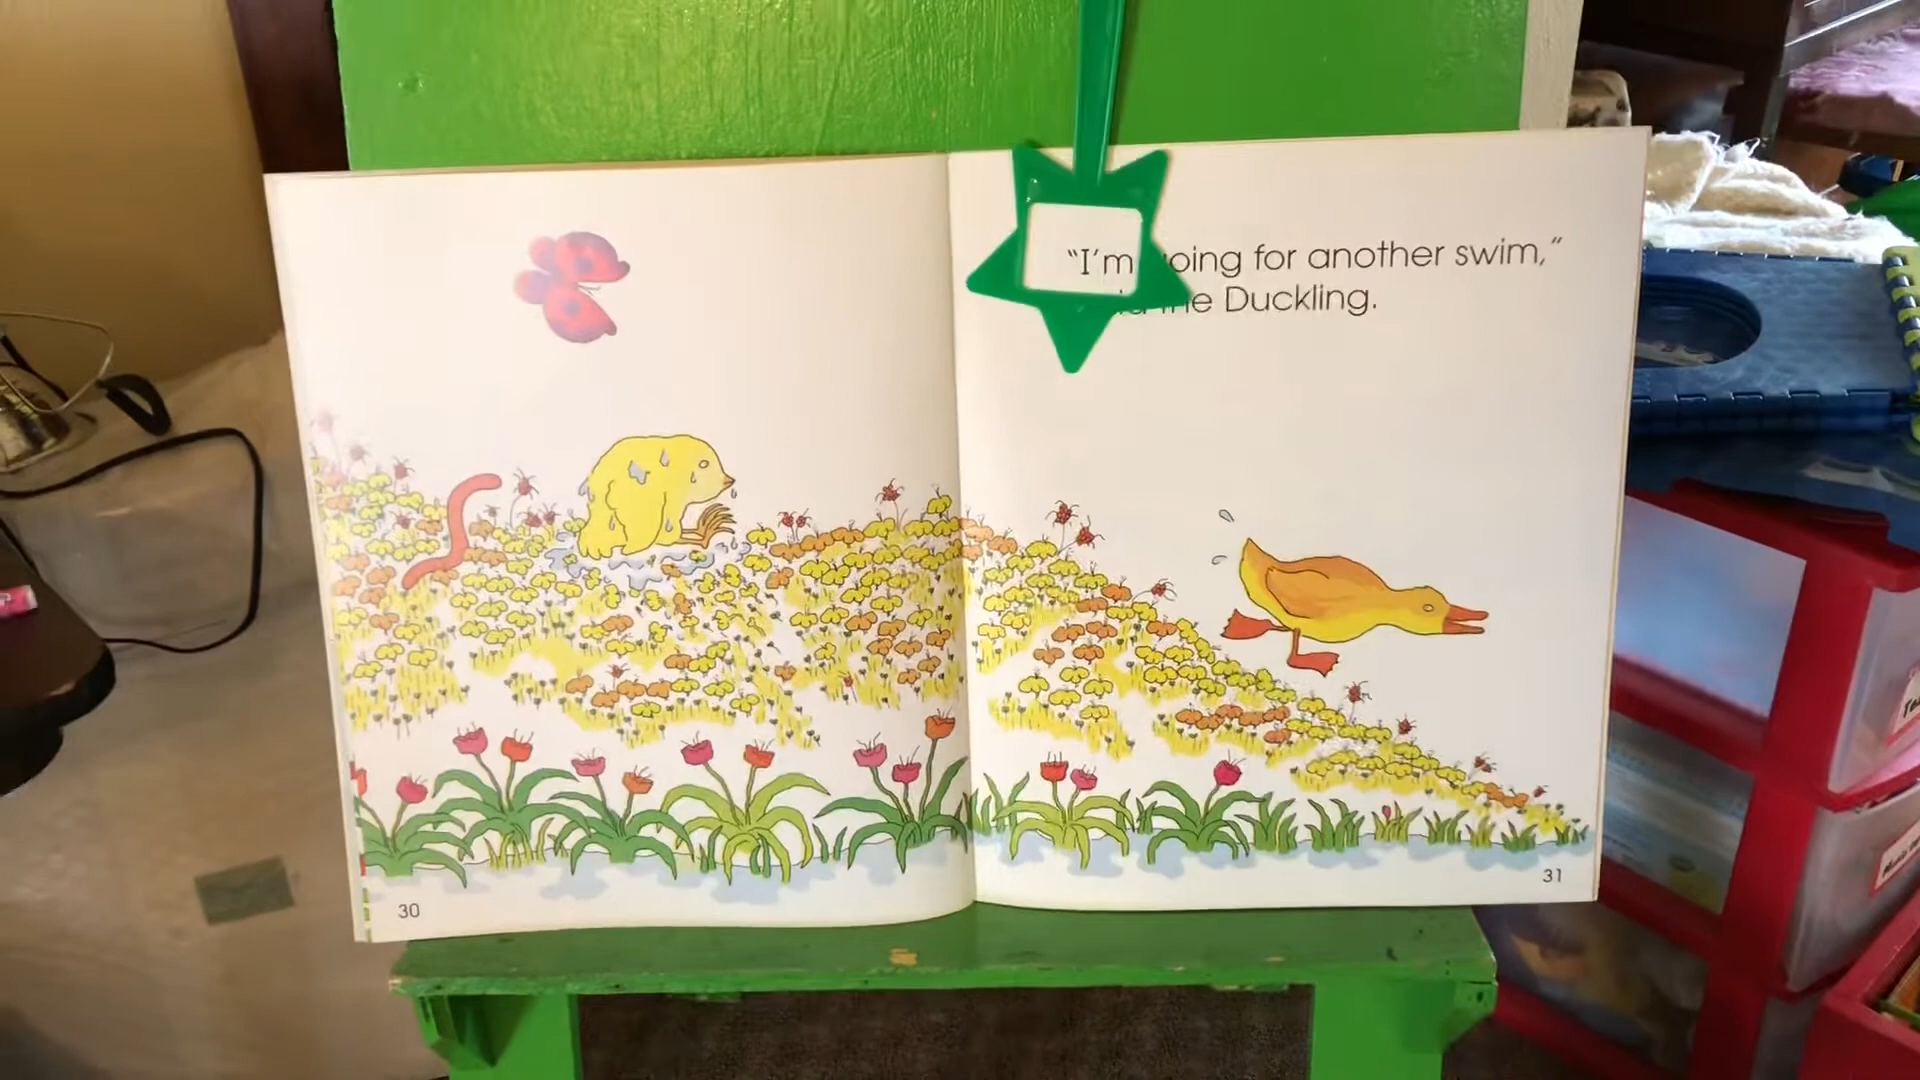 "I'm going for another swim,"
the Duckling.
30
31